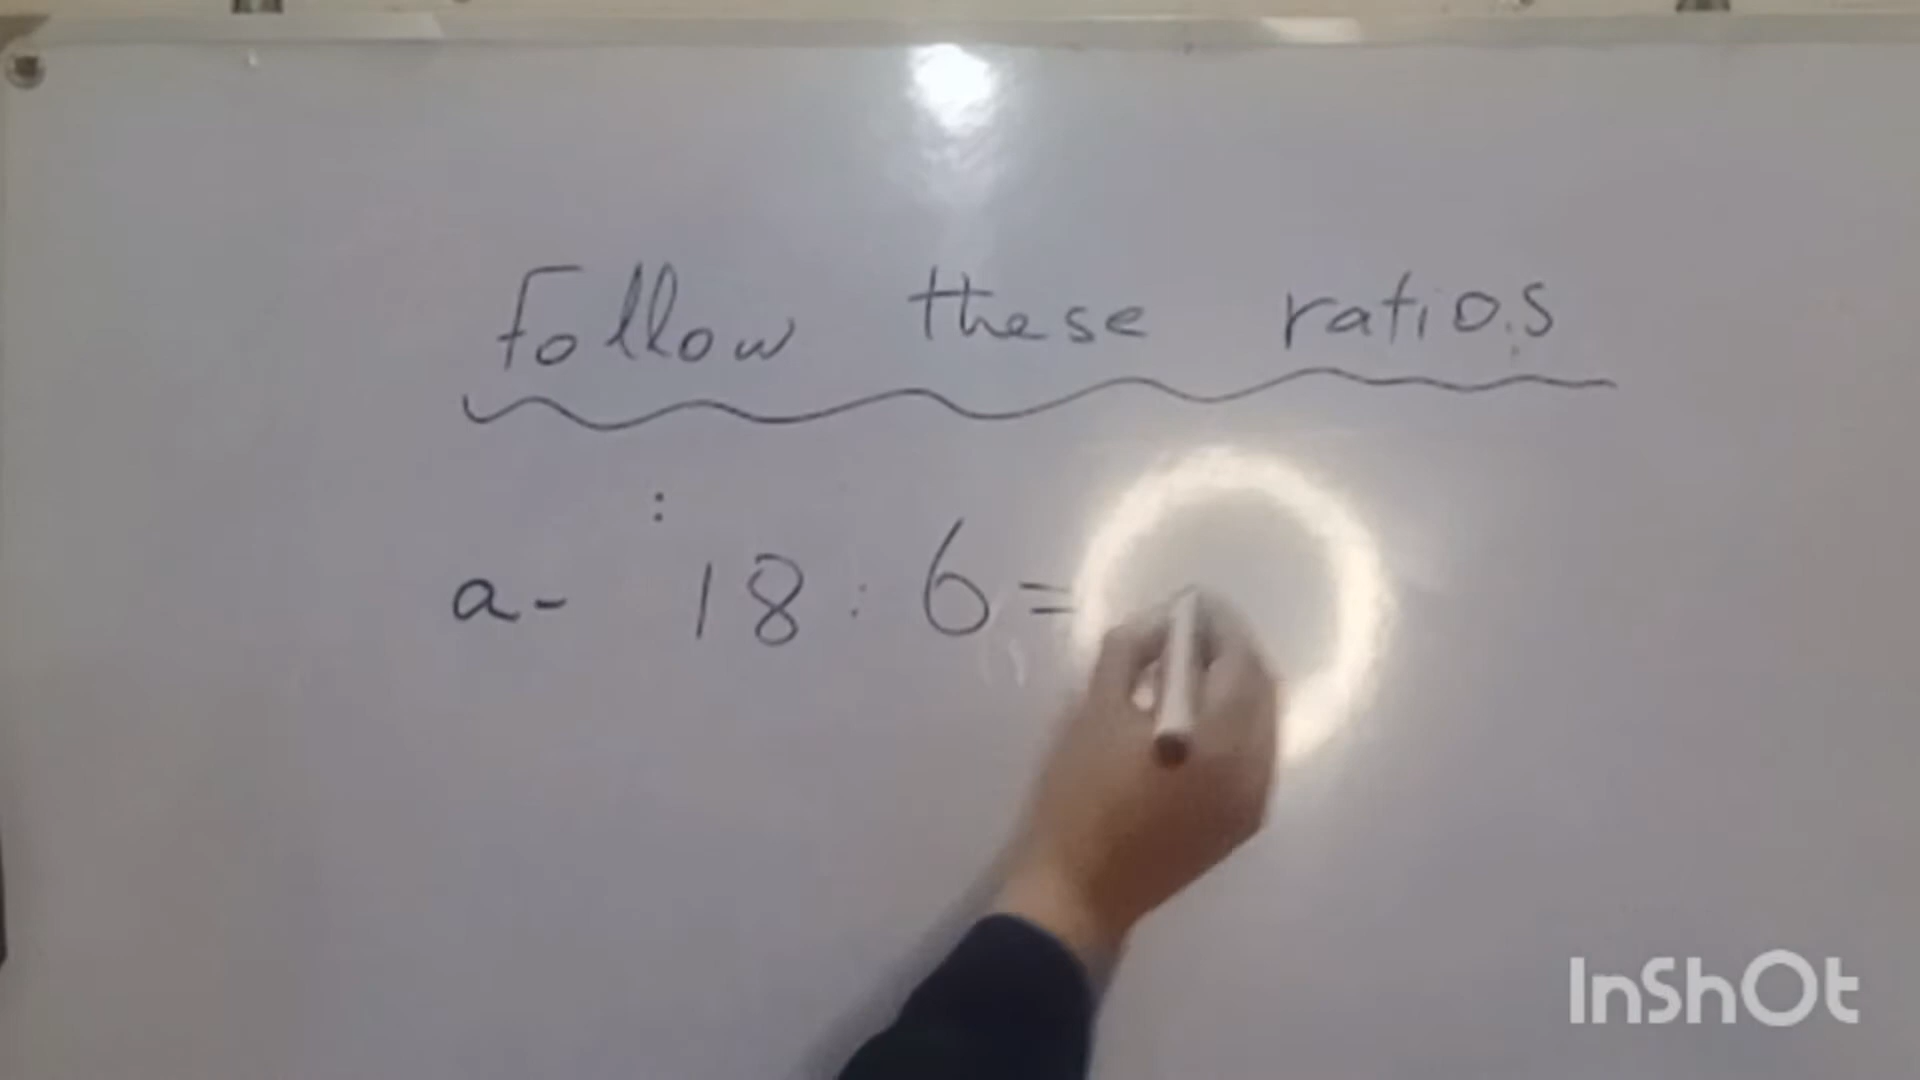 Follow these ratios
:
a- 18 : 6 =
InShOt